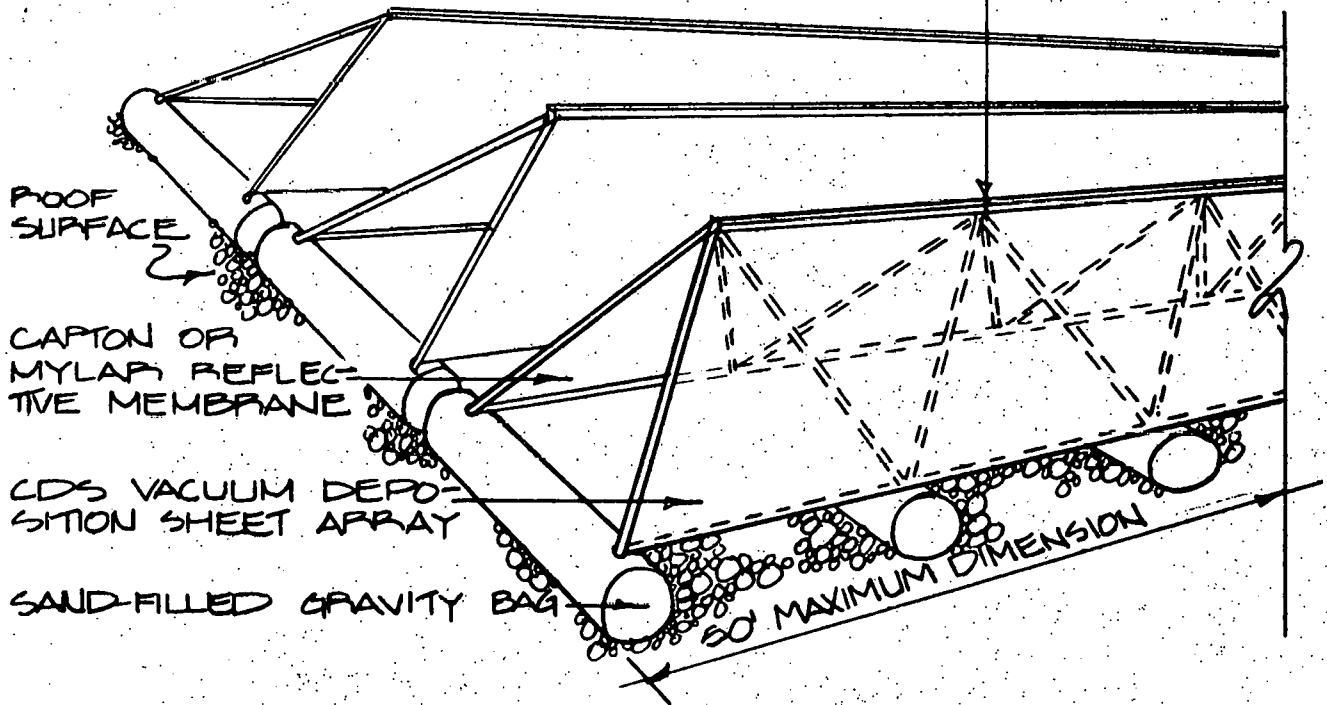 ROOF
SURFACE
CAPTON OR
MYLAR REFLEC-
TIVE MEMBRANE
CDS VACUUM DEPO-
SITION SHEET ARRAY
SAND-FILLED GRAVITY BAG
50' MAXIMUM DIMENSION